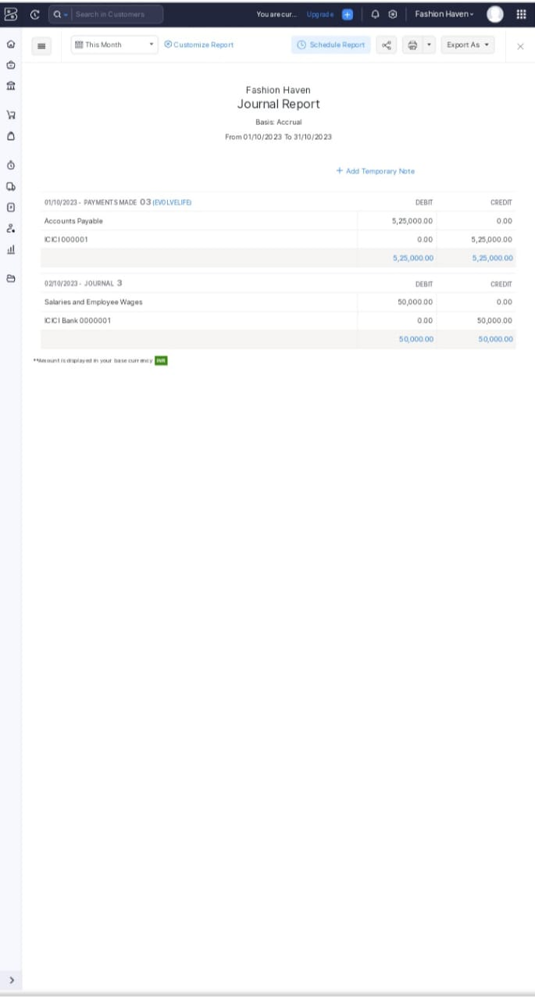 Search in Customers You are cur... Upgrade Fashion Haven
This Month Customize Report Schedule Report Export As
Fashion Haven
Journal Report
Basis: Accrual
From 01/10/2023 To 31/10/2023
+ Add Temporary Note
01/10/2023 - PAYMENTS MADE 03 (EVOLVELIFE) DEBIT CREDIT
Accounts Payable 5,25,000.00 0.00
ICICI000001 0.00 5,25,000.00
5,25,000.00 5,25,000.00
02/10/2023 - JOURNAL 3 DEBIT CREDIT
Salaries and Employee Wages 50,000.00 0.00
ICICI Bank 0000001 0.00 50,000.00
50,000.00 50,000.00
**Amount is displayed in your base currency INR